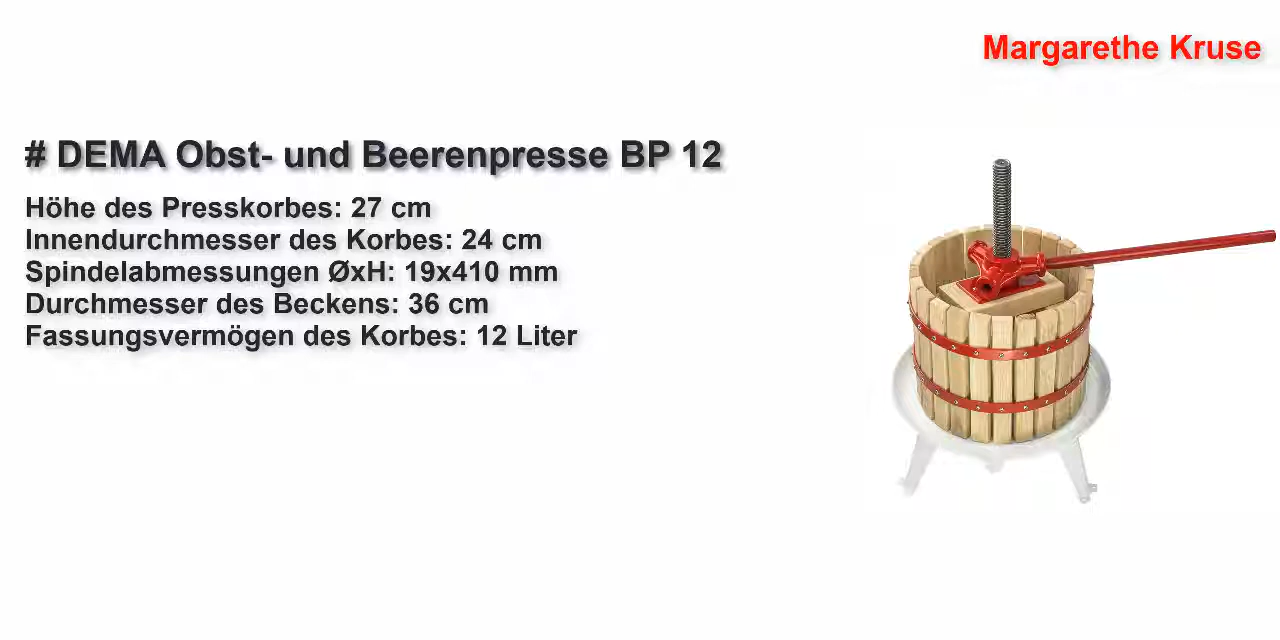 Margarethe Kruse
# DEMA Obst- und Beerenpresse BP 12
Höhe des Presskorbes: 27 cm
Innendurchmesser des Korbes: 24 cm
Spindelabmessungen ØxH: 19x410 mm
Durchmesser des Beckens: 36 cm
Fassungsvermögen des Korbes: 12 Liter